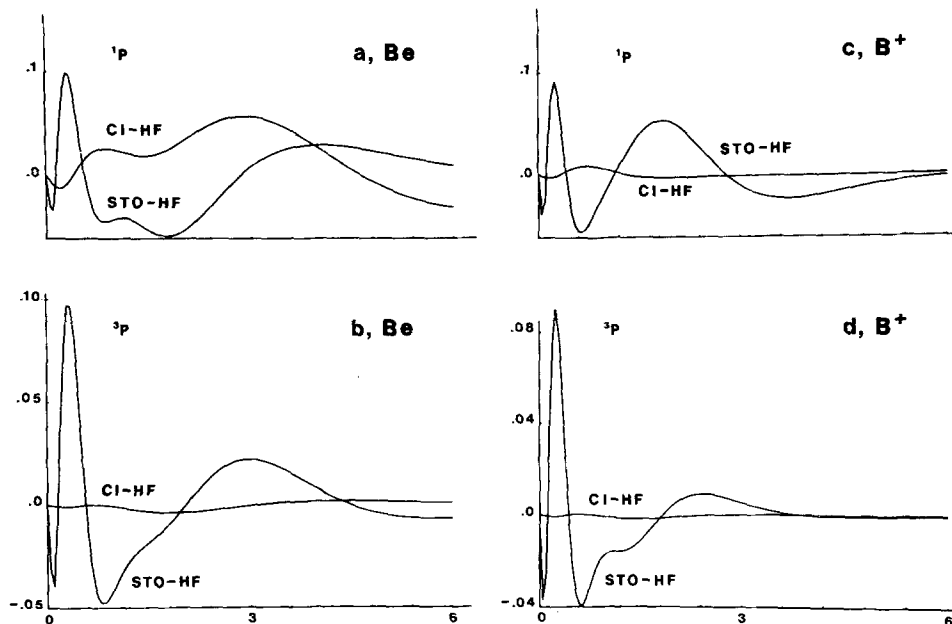 ¹P
a, Be
.1
CI-HF
.0
STO-HF
¹P
c, B⁺
.1
STO-HF
.0
CI-HF
³P
b, Be
.10
.05
CI-HF
.0
STO-HF
-.05
0
3
6
³P
d, B⁺
.08
.04
CI-HF
.0
STO-HF
-.04
0
3
6